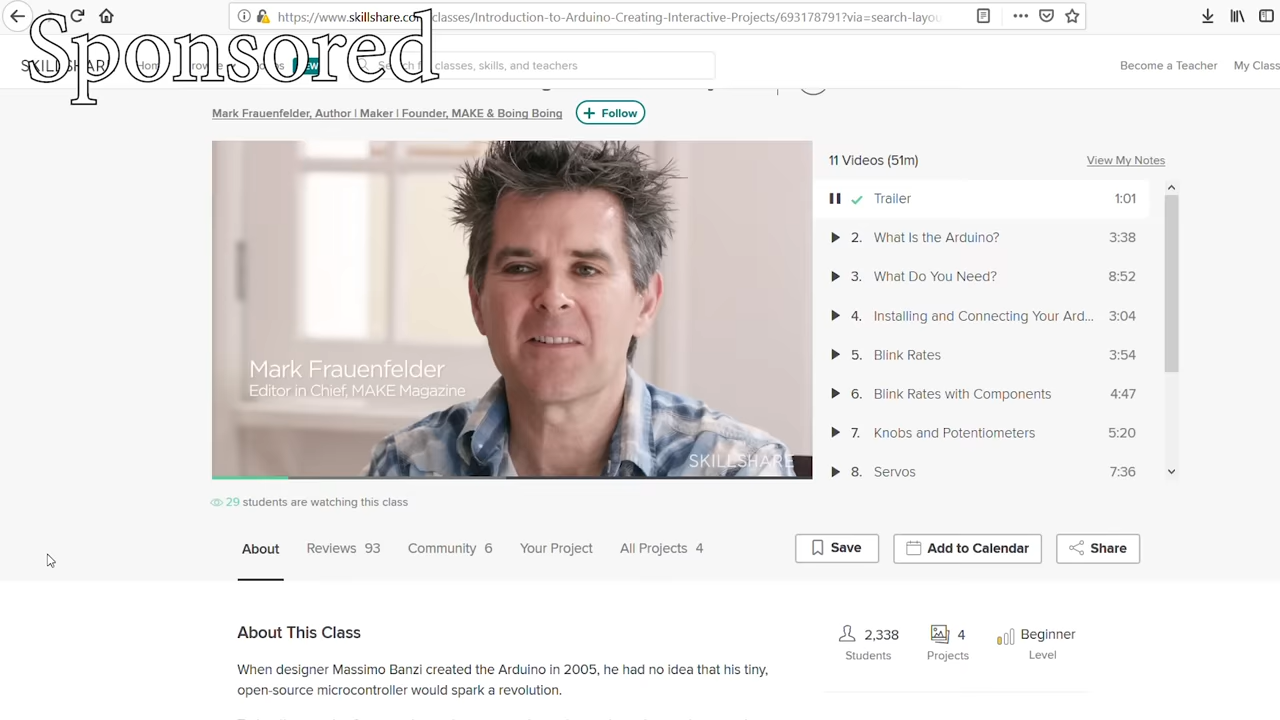 https://www.skillshare.co /classes/Introduction-to-Arduino-Creating-Interactive-Projects/693178791?via=search-layou
Sponsored
Search for classes, skills, and teachers
Become a Teacher
My Class
Mark Frauenfelder, Author | Maker | Founder, MAKE & Boing Boing
+ Follow
Mark Frauenfelder
Editor in Chief, MAKE Magazine
SKILLSHARE
11 Videos (51m)
View My Notes
Trailer 1:01
2. What Is the Arduino? 3:38
3. What Do You Need? 8:52
4. Installing and Connecting Your Ard... 3:04
5. Blink Rates 3:54
6. Blink Rates with Components 4:47
7. Knobs and Potentiometers 5:20
8. Servos 7:36
29 students are watching this class
About
Reviews 93
Community 6
Your Project
All Projects 4
Save
Add to Calendar
Share
About This Class
When designer Massimo Banzi created the Arduino in 2005, he had no idea that his tiny,
open-source microcontroller would spark a revolution.
2,338
Students
4
Projects
Beginner
Level